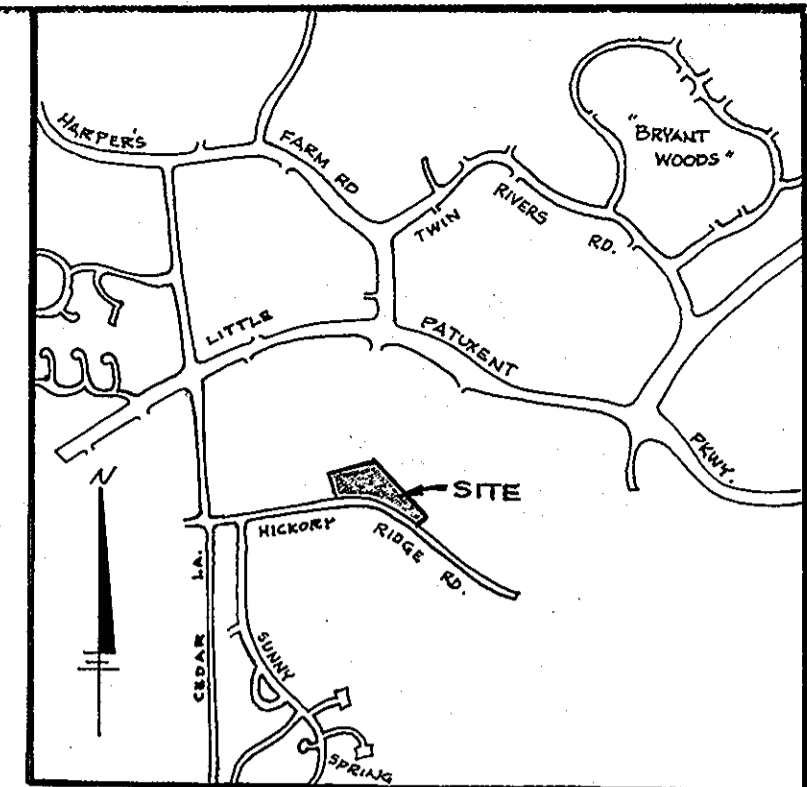 HARPER'S
FARM RD
"BRYANT
WOODS"
TWIN
RIVERS
RD.
LITTLE
PATUXENT
PKWY.
N
SITE
HICKORY
RIDGE
RD.
CEDAR LA.
SUNNY
SPRING